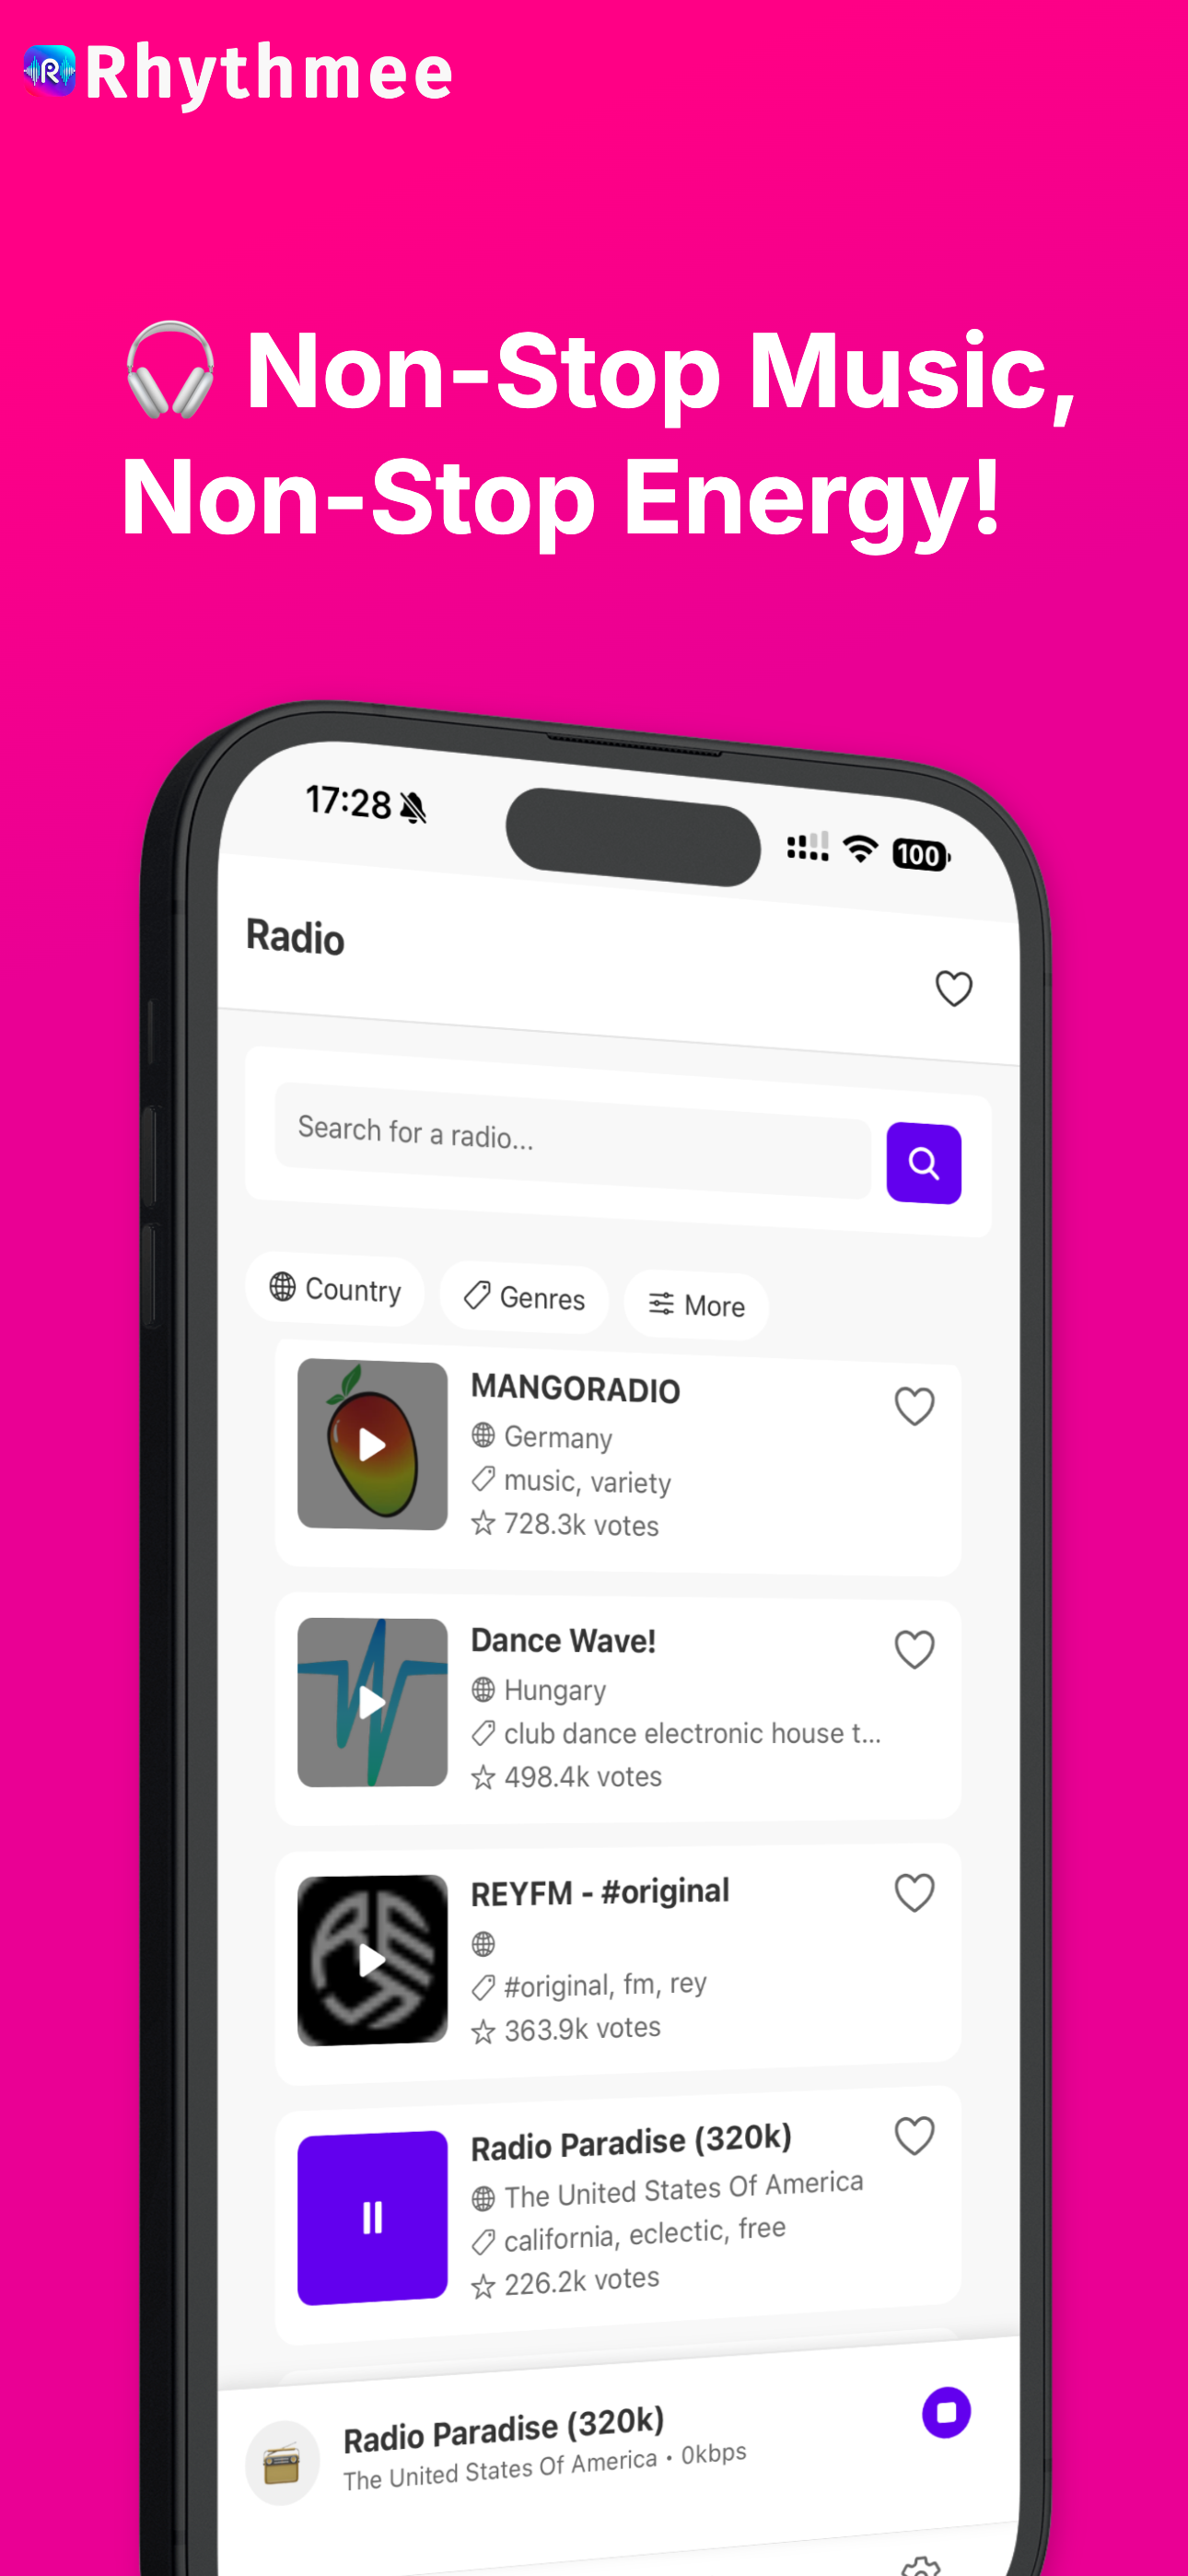 Rhythmee
Non-Stop Music,
Non-Stop Energy!
17:28
100
Radio
Search for a radio...
Country
Genres
More
MANGORADIO
Germany
music, variety
728.3k votes
Dance Wave!
Hungary
club dance electronic house t...
498.4k votes
REYFM - #original
#original, fm, rey
363.9k votes
Radio Paradise (320k)
The United States Of America
california, eclectic, free
226.2k votes
Radio Paradise (320k)
The United States Of America • 0kbps